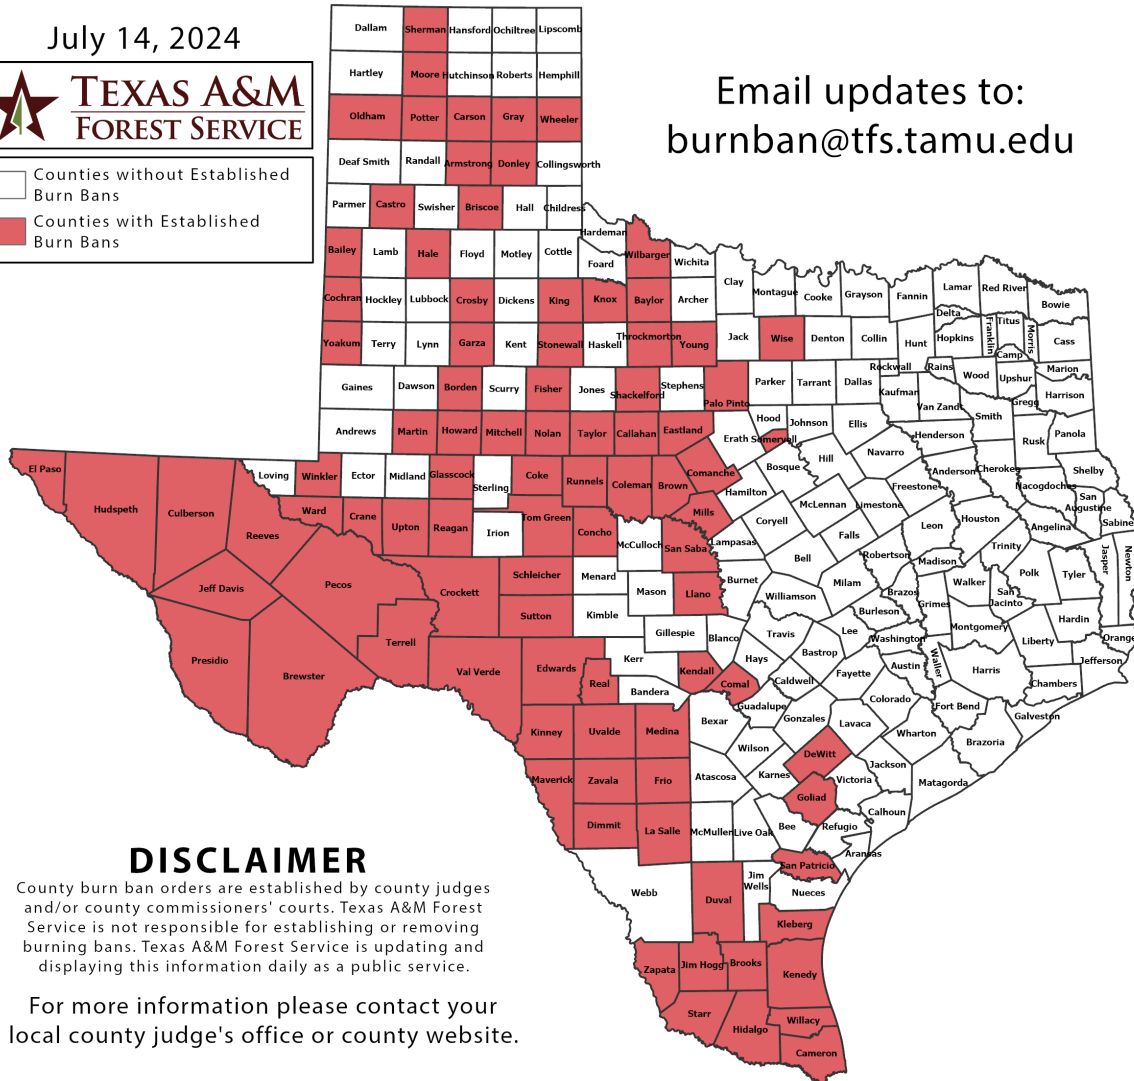 July 14, 2024
TEXAS A&M
FOREST SERVICE
Counties without Established
Burn Bans
Counties with Established
Burn Bans
Email updates to:
burnban@tfs.tamu.edu
Dallam Sherman Hansford Ochiltree Lipscomb
Hartley Moore Hutchinson Roberts Hemphill
Oldham Potter Carson Gray Wheeler
Deaf Smith Randall Armstrong Donley Collingsworth
Parmer Castro Swisher Briscoe Hall Childress
Hardeman
Bailey Lamb Hale Floyd Motley Cottle Foard Wilbarger Wichita
Clay Montague Cooke Grayson Fannin Lamar Red River Bowie
Cochran Hockley Lubbock Crosby Dickens King Knox Baylor Archer
Delta Franklin Titus Morris Cass
Yoakum Terry Lynn Garza Kent Stonewall Haskell Throckmorton Young Jack Wise Denton Collin Hunt Hopkins Camp
Rockwall Rains Wood Upshur Marion
Gaines Dawson Borden Scurry Fisher Jones Shackelford Stephens Palo Pinto Parker Tarrant Dallas Kaufman Van Zandt Smith Gregg Harrison
Andrews Martin Howard Mitchell Nolan Taylor Callahan Eastland Erath Hood Somervell Johnson Ellis Henderson Rusk Panola
El Paso Hudspeth Culberson Reeves Loving Winkler Ector Midland Glasscock Sterling Coke Runnels Coleman Brown Comanche Bosque Hill Navarro Anderson Cherokee Nacogdoches Shelby
Ward Crane Upton Reagan Irion Tom Green Concho McCulloch San Saba Mills Hamilton Coryell McLennan Limestone Freestone Leon Houston Angelina San
Augustine Sabine
Lampasas Bell Falls Robertson Madison Trinity Polk Tyler Jasper Newton
Jeff Davis Pecos Crockett Schleicher Menard Mason Llano Burnet Williamson Milam Brazos Grimes Walker San
Jacinto Hardin
Sutton Kimble Gillespie Blanco Travis Lee Burleson Washington Montgomery Liberty Orange
Presidio Brewster Terrell Val Verde Edwards Real Kerr Bandera Kendall Comal Hays Caldwell Bastrop Fayette Austin Waller Harris Chambers Jefferson
Kinney Uvalde Medina Bexar Guadalupe Gonzales Lavaca Colorado Wharton Fort Bend Brazoria Galveston
Maverick Zavala Frio Atascosa Wilson Karnes DeWitt Victoria Jackson Matagorda
Dimmit La Salle McMullen Live Oak Bee Goliad Refugio Calhoun Aransas
Webb Duval Jim
Wells San Patricio Nueces
Kleberg
Zapata Jim Hogg Brooks Kenedy
Starr Hidalgo Willacy
Cameron
DISCLAIMER
County burn ban orders are established by county judges
and/or county commissioners' courts. Texas A&M Forest
Service is not responsible for establishing or removing
burning bans. Texas A&M Forest Service is updating and
displaying this information daily as a public service.
For more information please contact your
local county judge's office or county website.